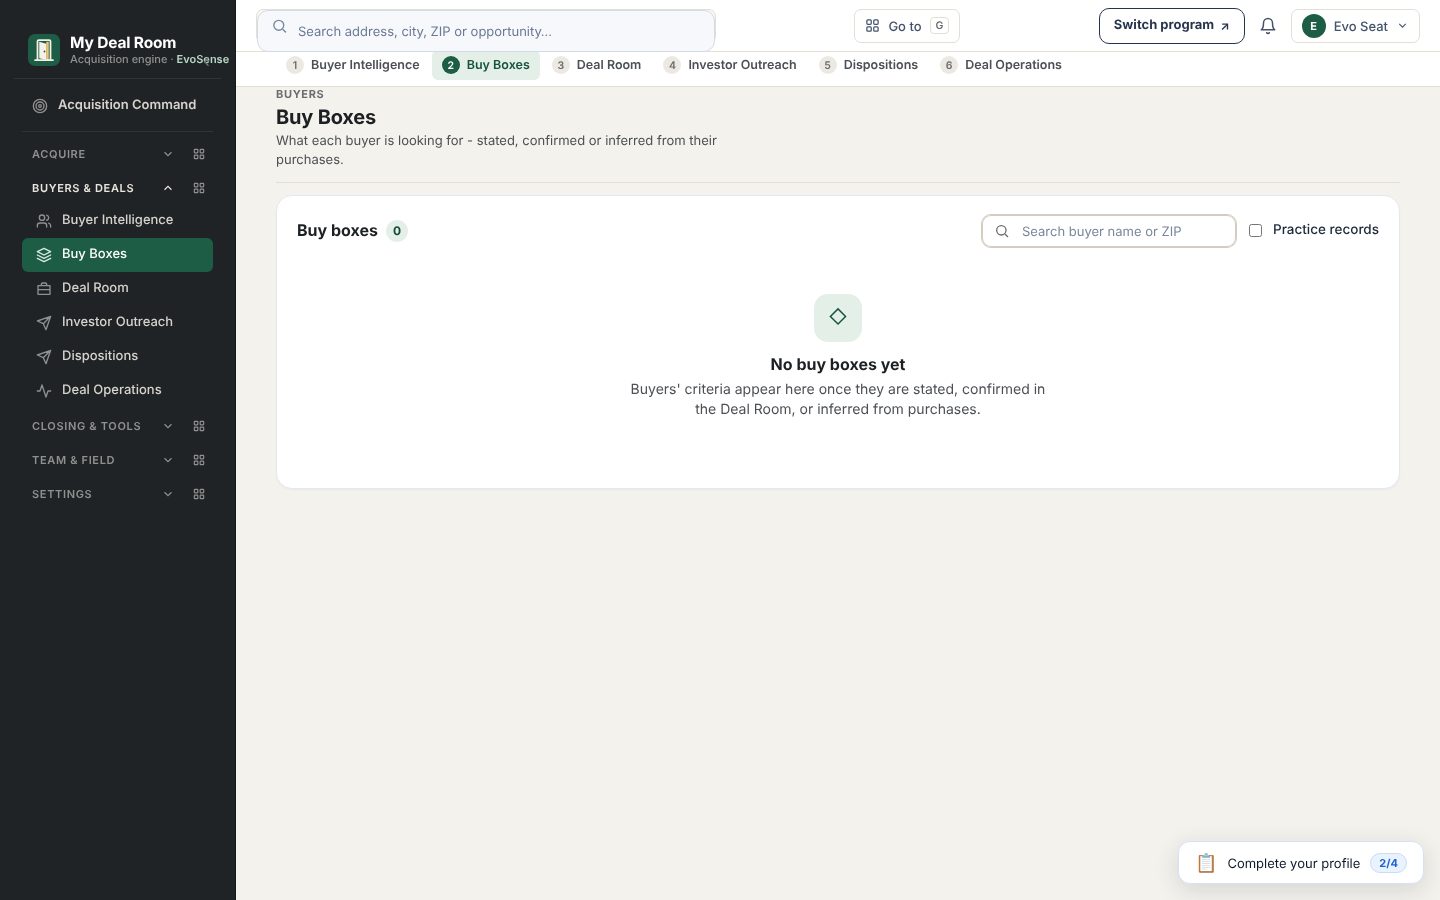 My Deal Room
Acquisition engine · EvoSense
Acquisition Command
ACQUIRE
BUYERS & DEALS
Buyer Intelligence
Buy Boxes
Deal Room
Investor Outreach
Dispositions
Deal Operations
CLOSING & TOOLS
TEAM & FIELD
SETTINGS
Search address, city, ZIP or opportunity...
Go to G
Switch program
E Evo Seat
1 Buyer Intelligence
2 Buy Boxes
3 Deal Room
4 Investor Outreach
5 Dispositions
6 Deal Operations
BUYERS
Buy Boxes
What each buyer is looking for - stated, confirmed or inferred from their
purchases.
Buy boxes 0
Search buyer name or ZIP
Practice records
No buy boxes yet
Buyers' criteria appear here once they are stated, confirmed in
the Deal Room, or inferred from purchases.
Complete your profile 2/4